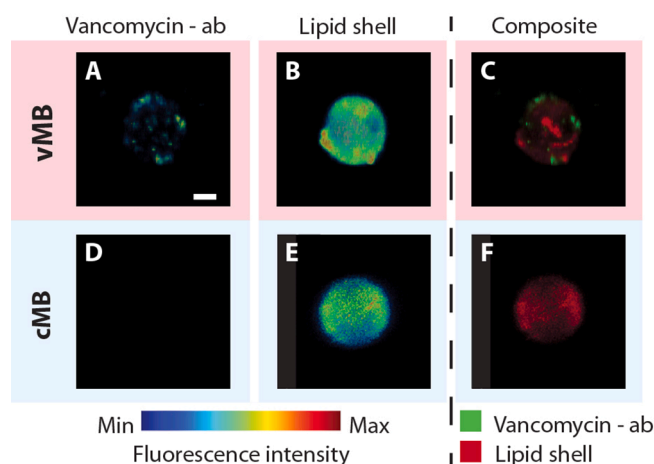 Vancomycin - ab
Lipid shell
Composite
vMB
A
B
C
cMB
D
E
F
Min
Max
Fluorescence intensity
Vancomycin - ab
Lipid shell